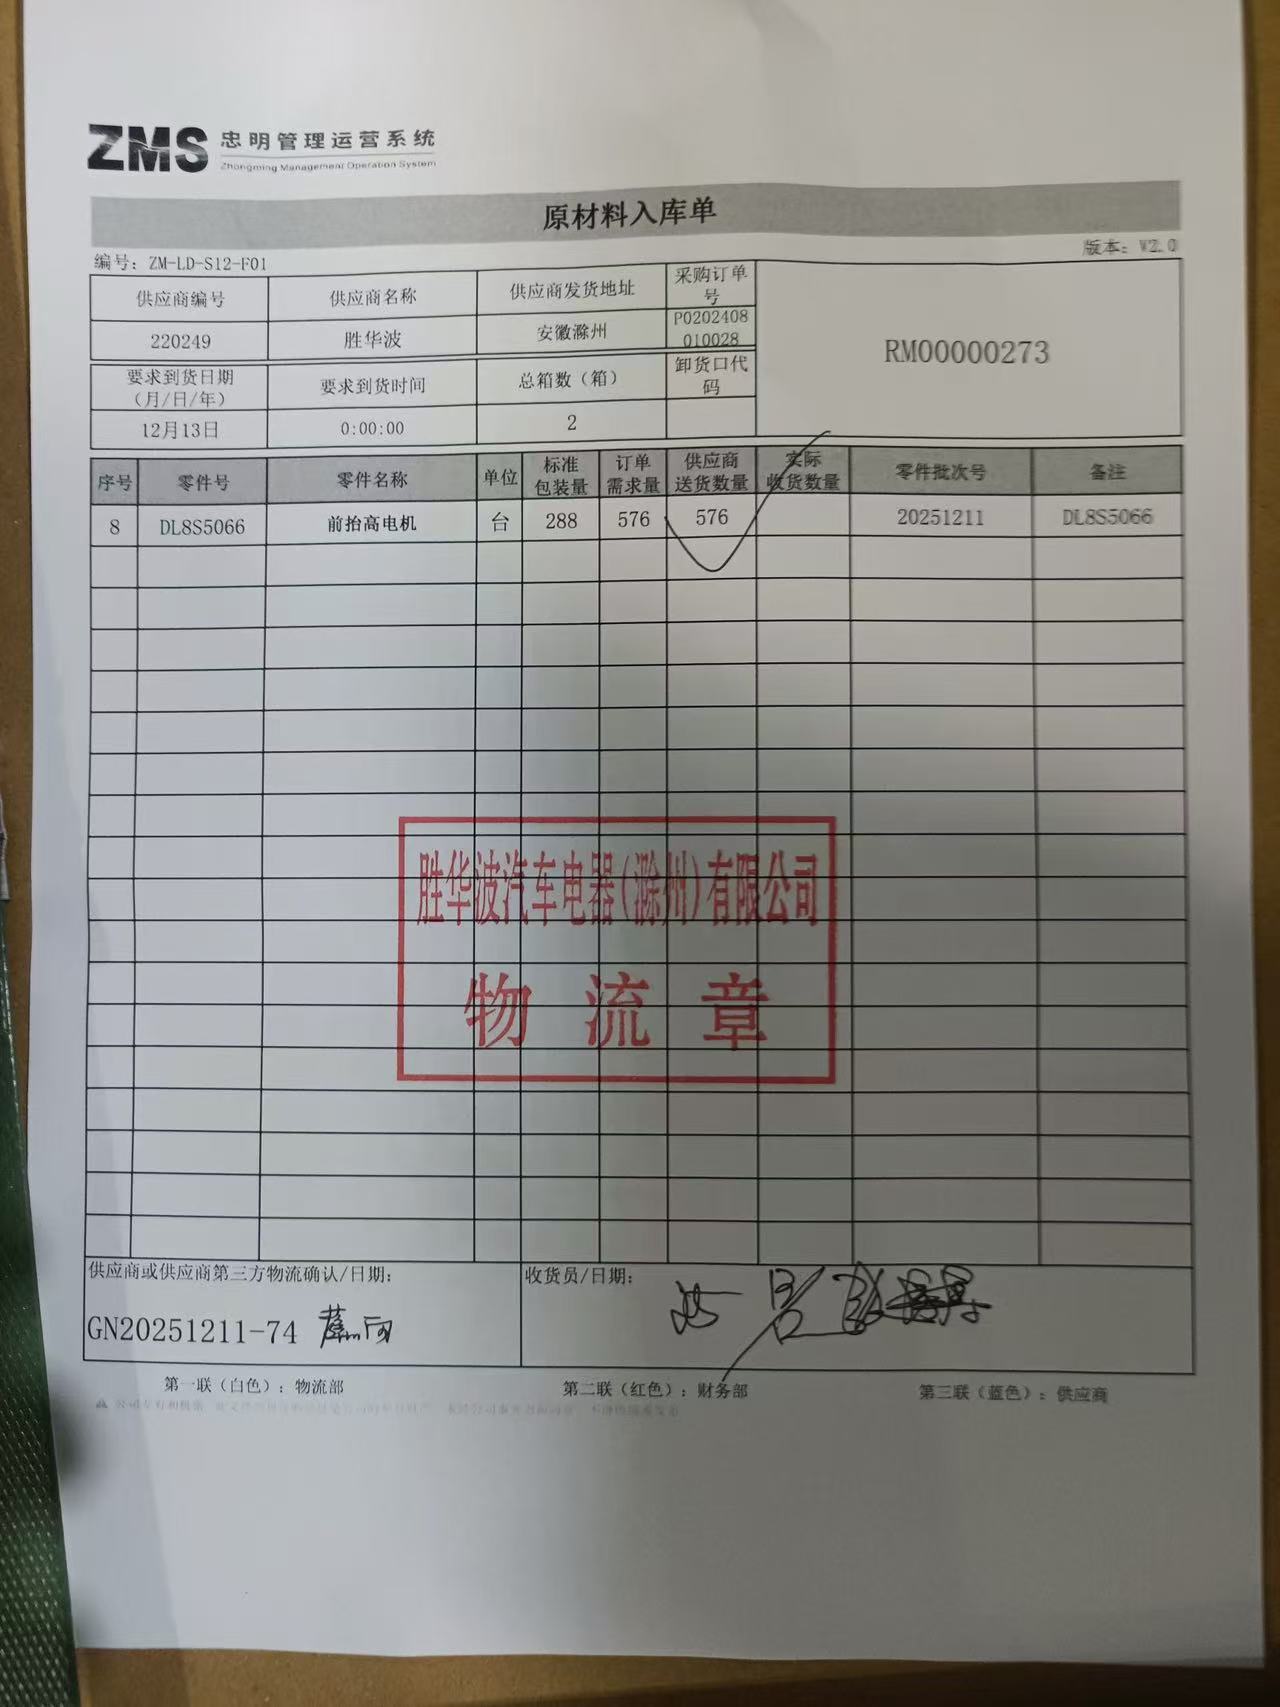 ZMS 忠明管理运营系统
Zhongming Management Operation System
原材料入库单
编号：ZM-LD-S12-F01 版本：V2.0
供应商编号 供应商名称 供应商发货地址 采购订单号
220249 胜华波 安徽滁州 P0202408010028
RM00000273
要求到货日期（月/日/年） 要求到货时间 总箱数（箱） 卸货口代码
12月13日 0:00:00 2
序号 零件号 零件名称 单位 标准包装量 订单需求量 供应商送货数量 实际收货数量 零件批次号 备注
8 DL8S5066 前抬高电机 台 288 576 576 20251211 DL8S5066
胜华波汽车电器(滁州)有限公司
物流章
供应商或供应商第三方物流确认/日期： 收货员/日期：
GN20251211-74
第一联（白色）：物流部 第二联（红色）：财务部 第三联（蓝色）：供应商